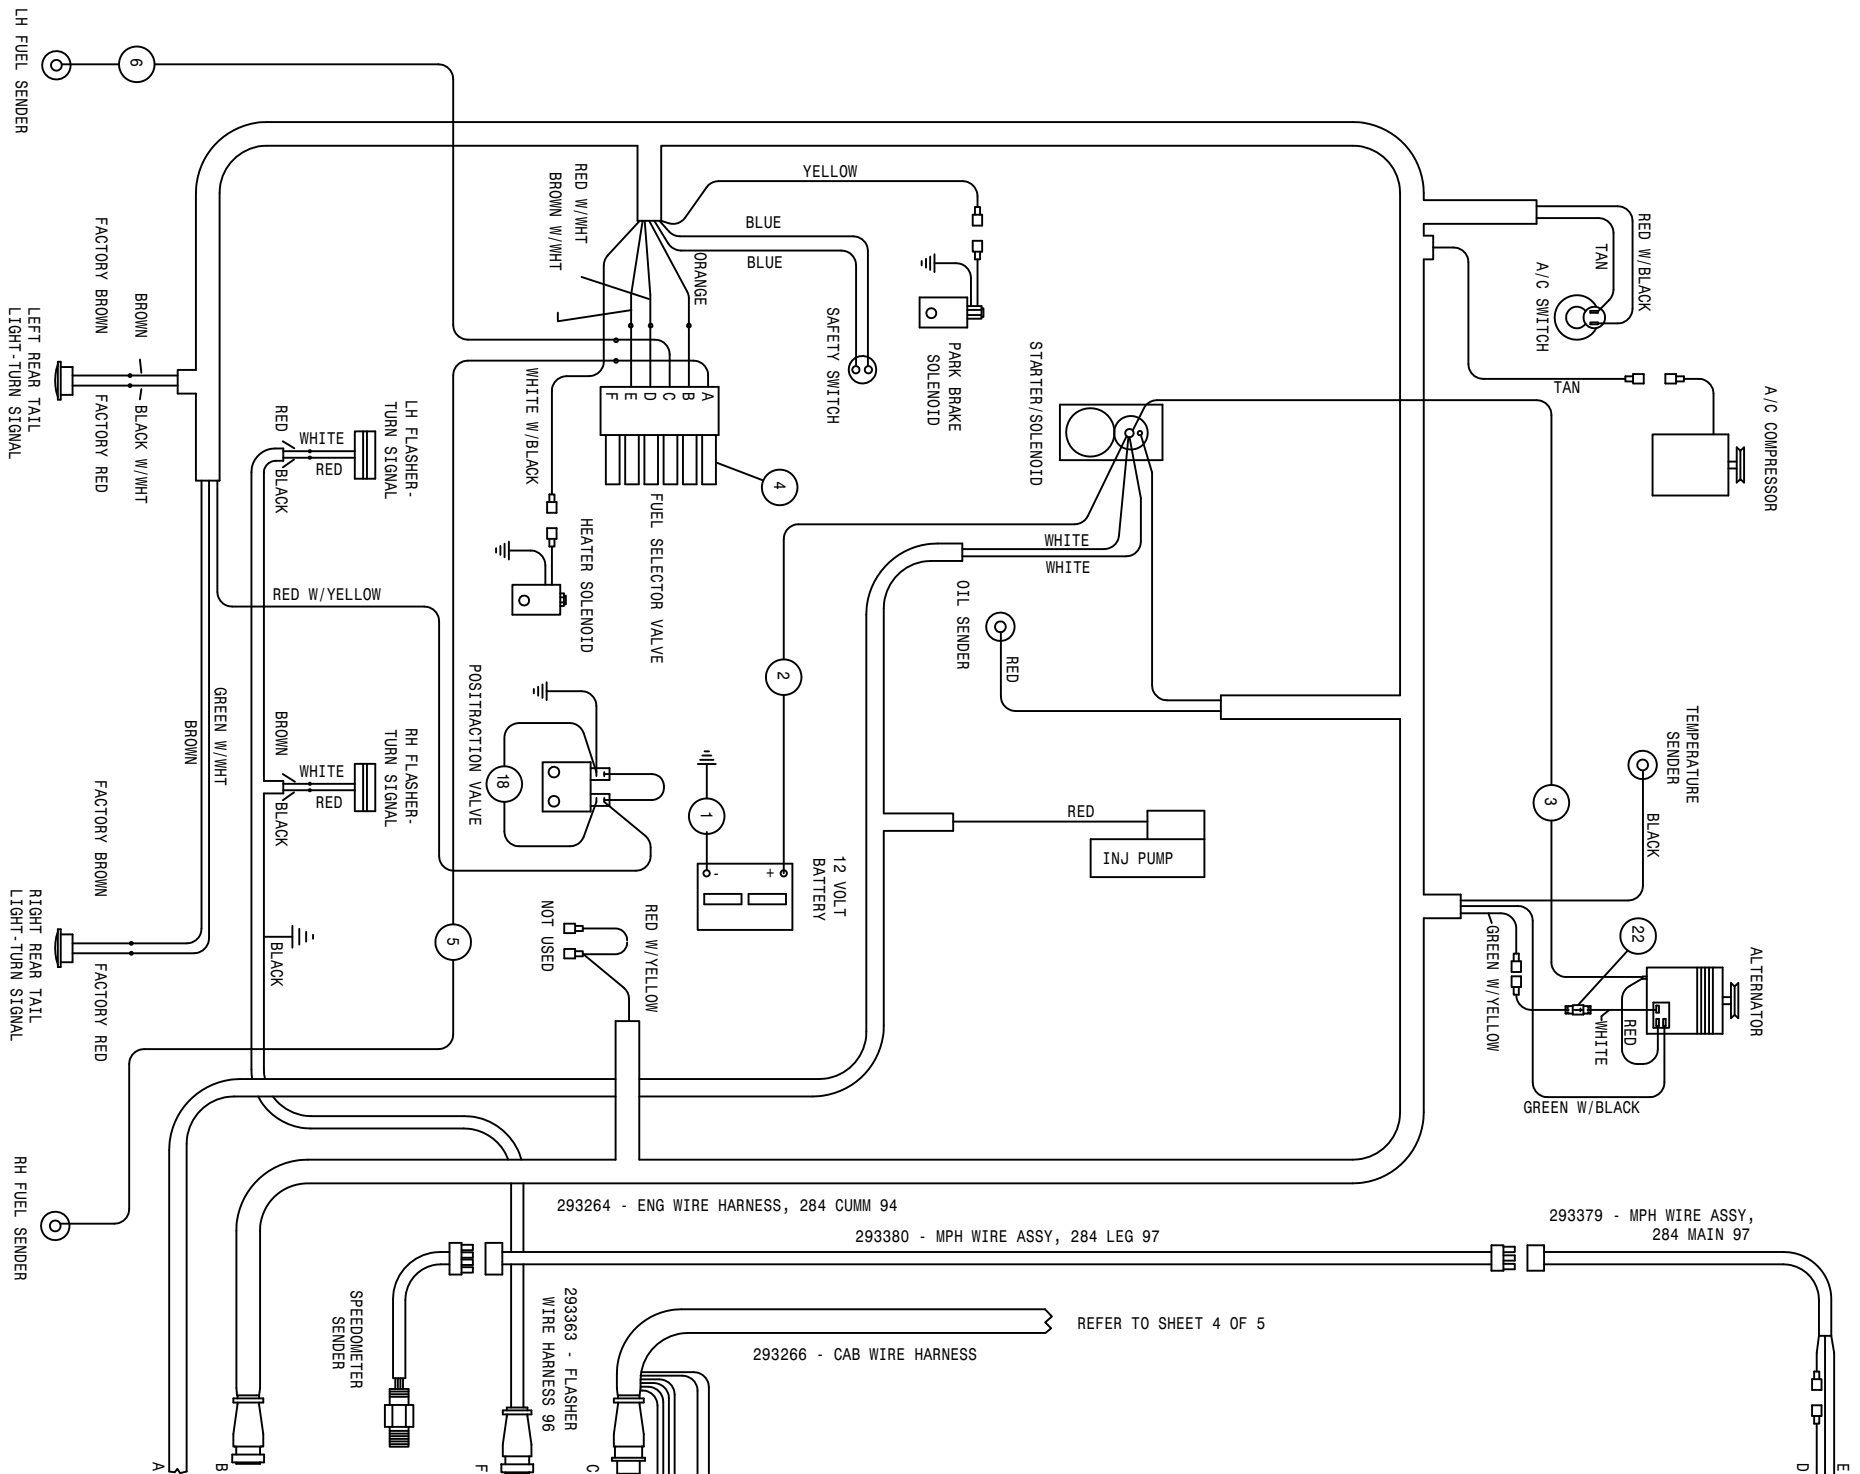 LH FUEL SENDER
6
FACTORY BROWN
LEFT REAR TAIL
LIGHT-TURN SIGNAL
BROWN
BLACK W/WHT
FACTORY RED
RED
WHITE
RED
BLACK
LH FLASHER-
TURN SIGNAL
RED W/WHT
BROWN W/WHT
ORANGE
YELLOW
BLUE
BLUE
SAFETY SWITCH
PARK BRAKE
SOLENOID
STARTER/SOLENOID
WHITE W/BLACK
F E D C B A
4
FUEL SELECTOR VALVE
HEATER SOLENOID
RED W/BLACK
TAN
A/C SWITCH
TAN
A/C COMPRESSOR
WHITE
WHITE
OIL SENDER
RED
2
RED W/YELLOW
GREEN W/WHT
BROWN
BROWN
WHITE
RED
BLACK
RH FLASHER-
TURN SIGNAL
POSITRACTION VALVE
18
1
- +
12 VOLT
BATTERY
RED
INJ PUMP
TEMPERATURE
SENDER
BLACK
3
22
ALTERNATOR
GREEN W/YELLOW
WHITE
RED
GREEN W/BLACK
FACTORY BROWN
RIGHT REAR TAIL
LIGHT-TURN SIGNAL
FACTORY RED
BLACK
5
NOT USED
RED W/YELLOW
RH FUEL SENDER
293264 - ENG WIRE HARNESS, 284 CUMM 94
293380 - MPH WIRE ASSY, 284 LEG 97
293379 - MPH WIRE ASSY,
284 MAIN 97
SPEEDOMETER
SENDER
293363 - FLASHER
WIRE HARNESS 96
REFER TO SHEET 4 OF 5
293266 - CAB WIRE HARNESS
A
B
F
C
D
E